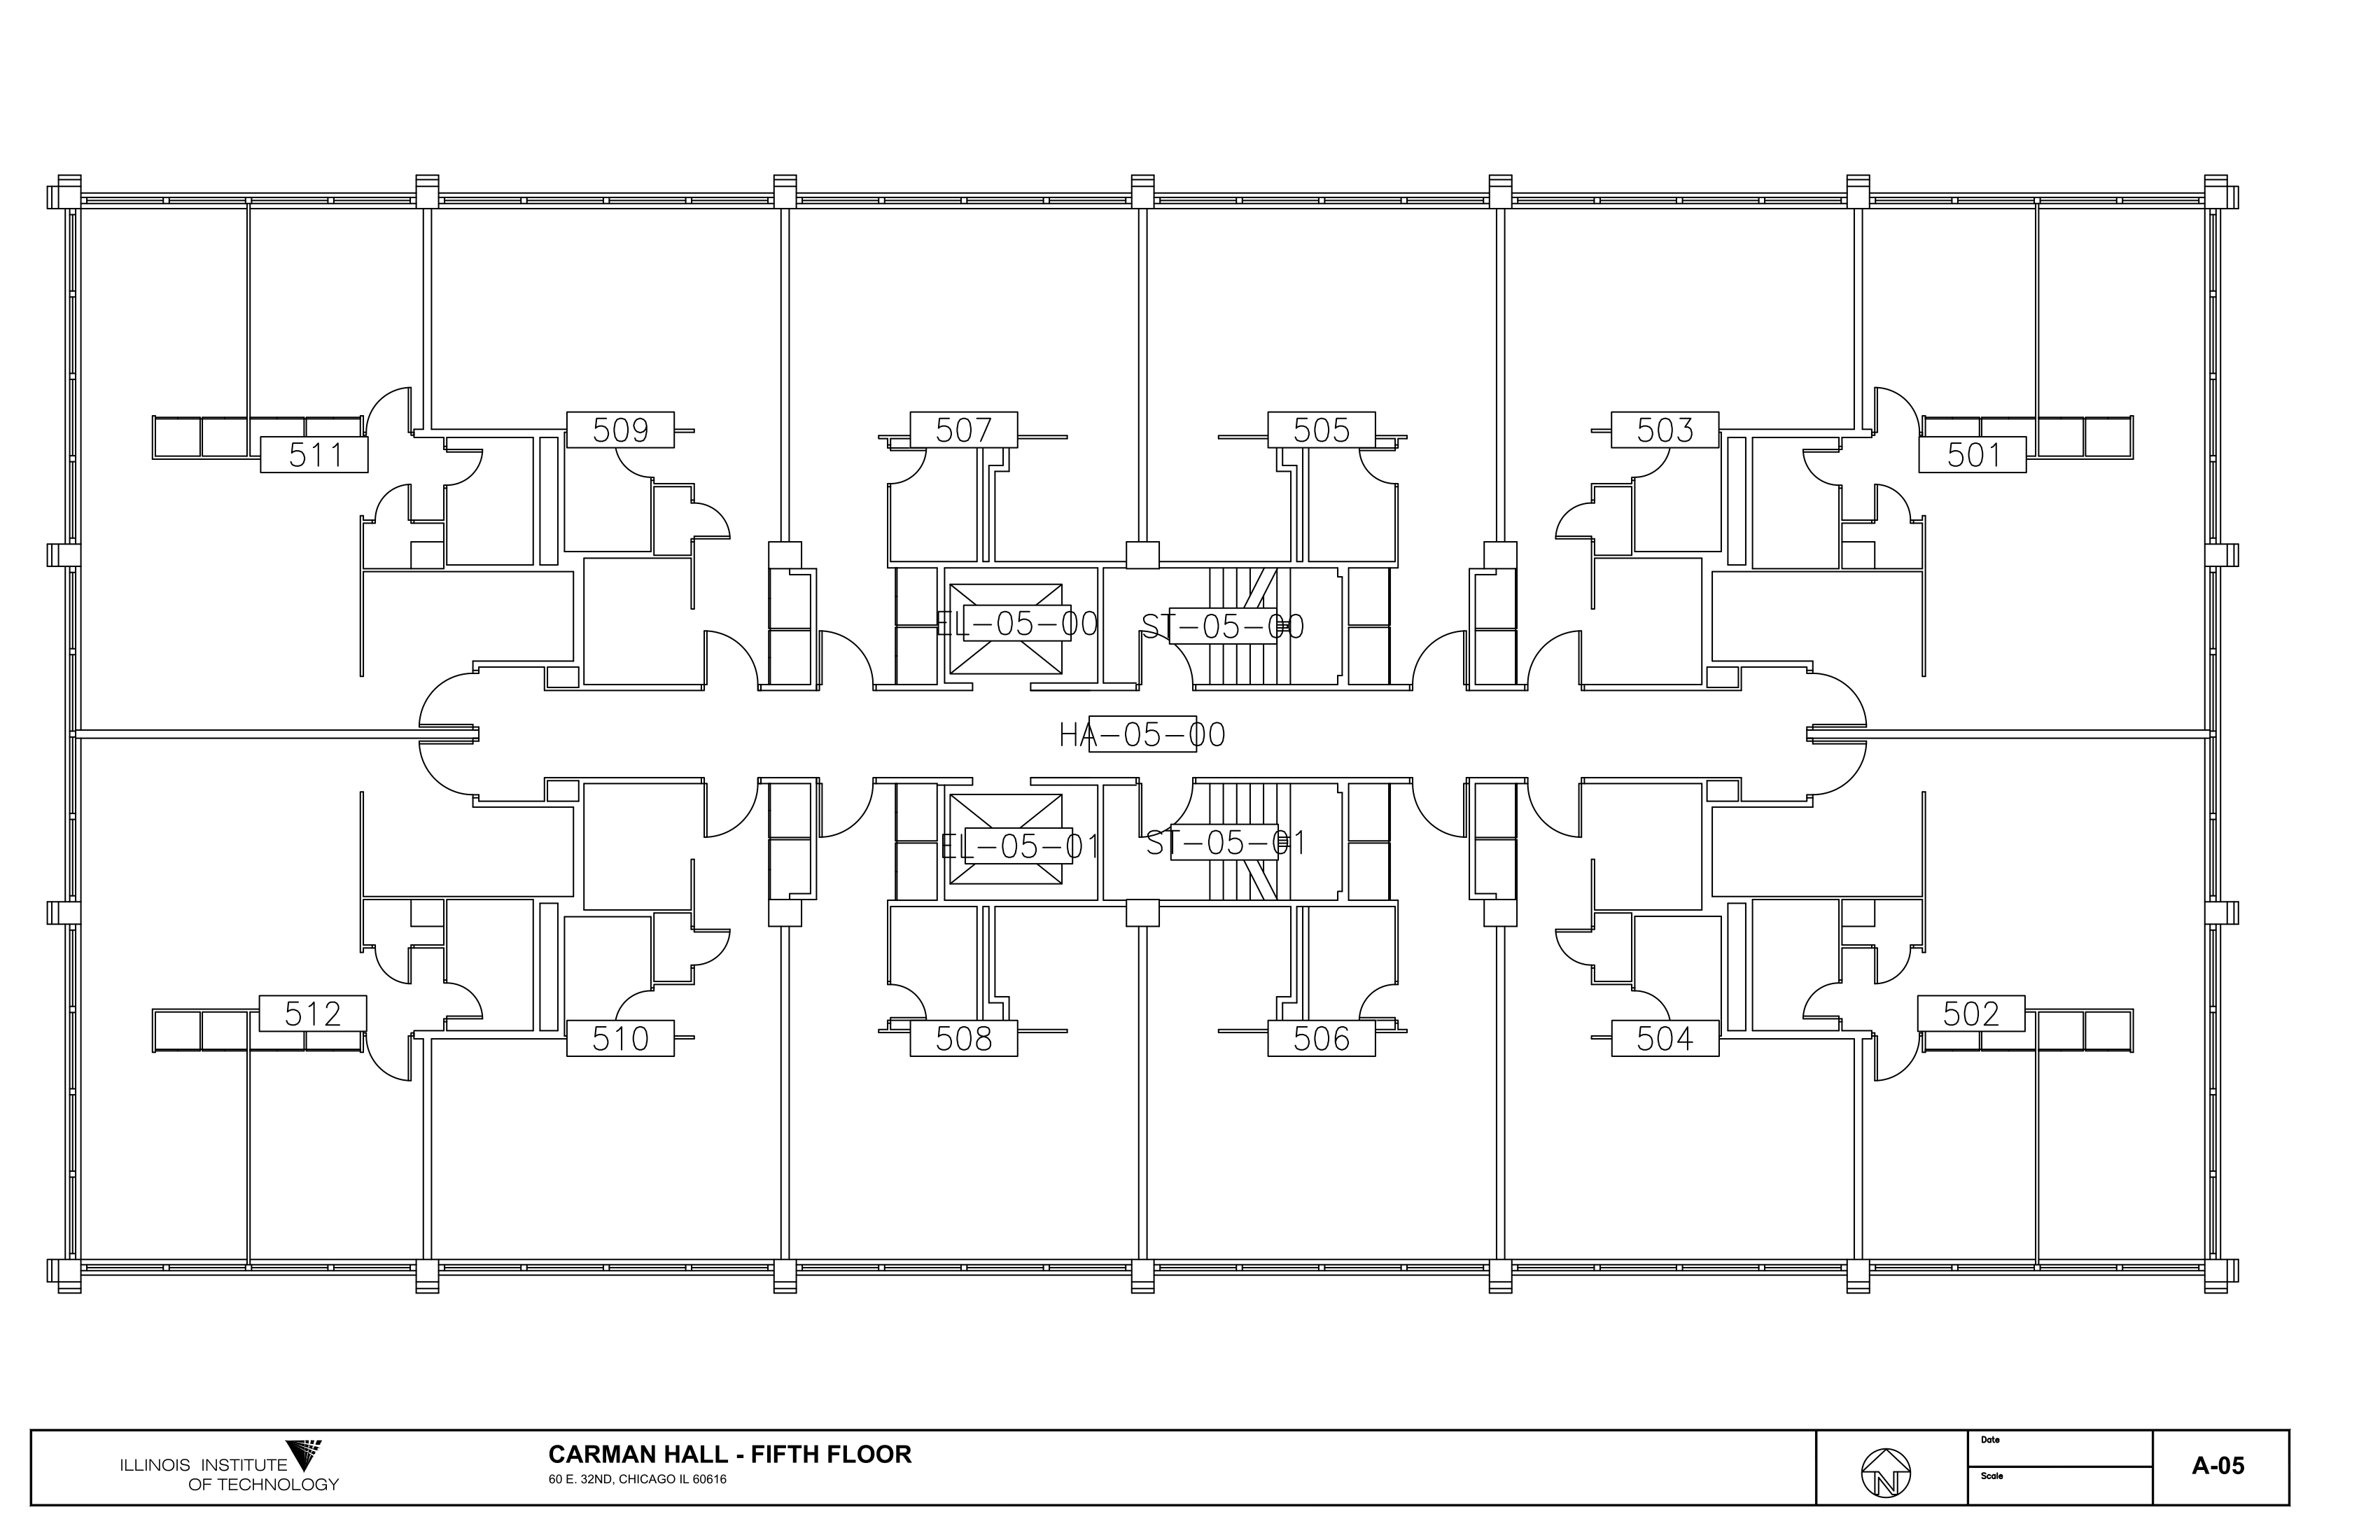 509
507
505
503
511
501
EL-05-00
ST-05-00
HA-05-00
EL-05-01
ST-05-01
512
502
510
508
506
504
ILLINOIS INSTITUTE
OF TECHNOLOGY
CARMAN HALL - FIFTH FLOOR
60 E. 32ND, CHICAGO IL 60616
N
Date
Scale
A-05